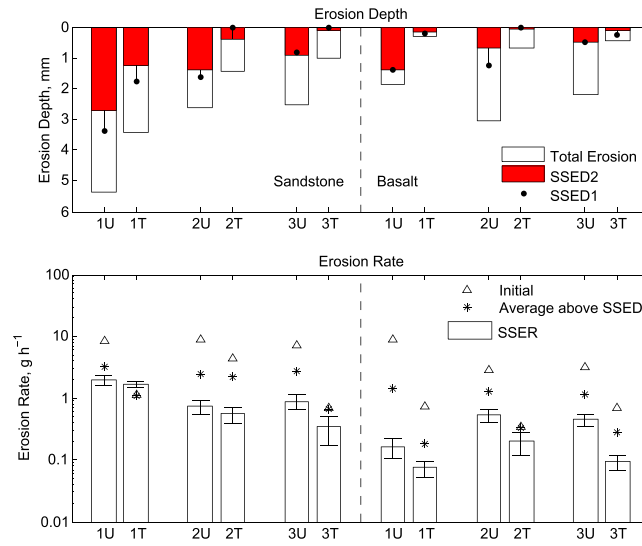 Erosion Depth
0
1
2
3
4
5
6
Erosion Depth, mm
Sandstone
Basalt
Total Erosion
SSED2
SSED1
1U 1T 2U 2T 3U 3T 1U 1T 2U 2T 3U 3T
Erosion Rate
100
10
1
0.1
0.01
Erosion Rate, g h⁻¹
Initial
Average above SSED
SSER
1U 1T 2U 2T 3U 3T 1U 1T 2U 2T 3U 3T